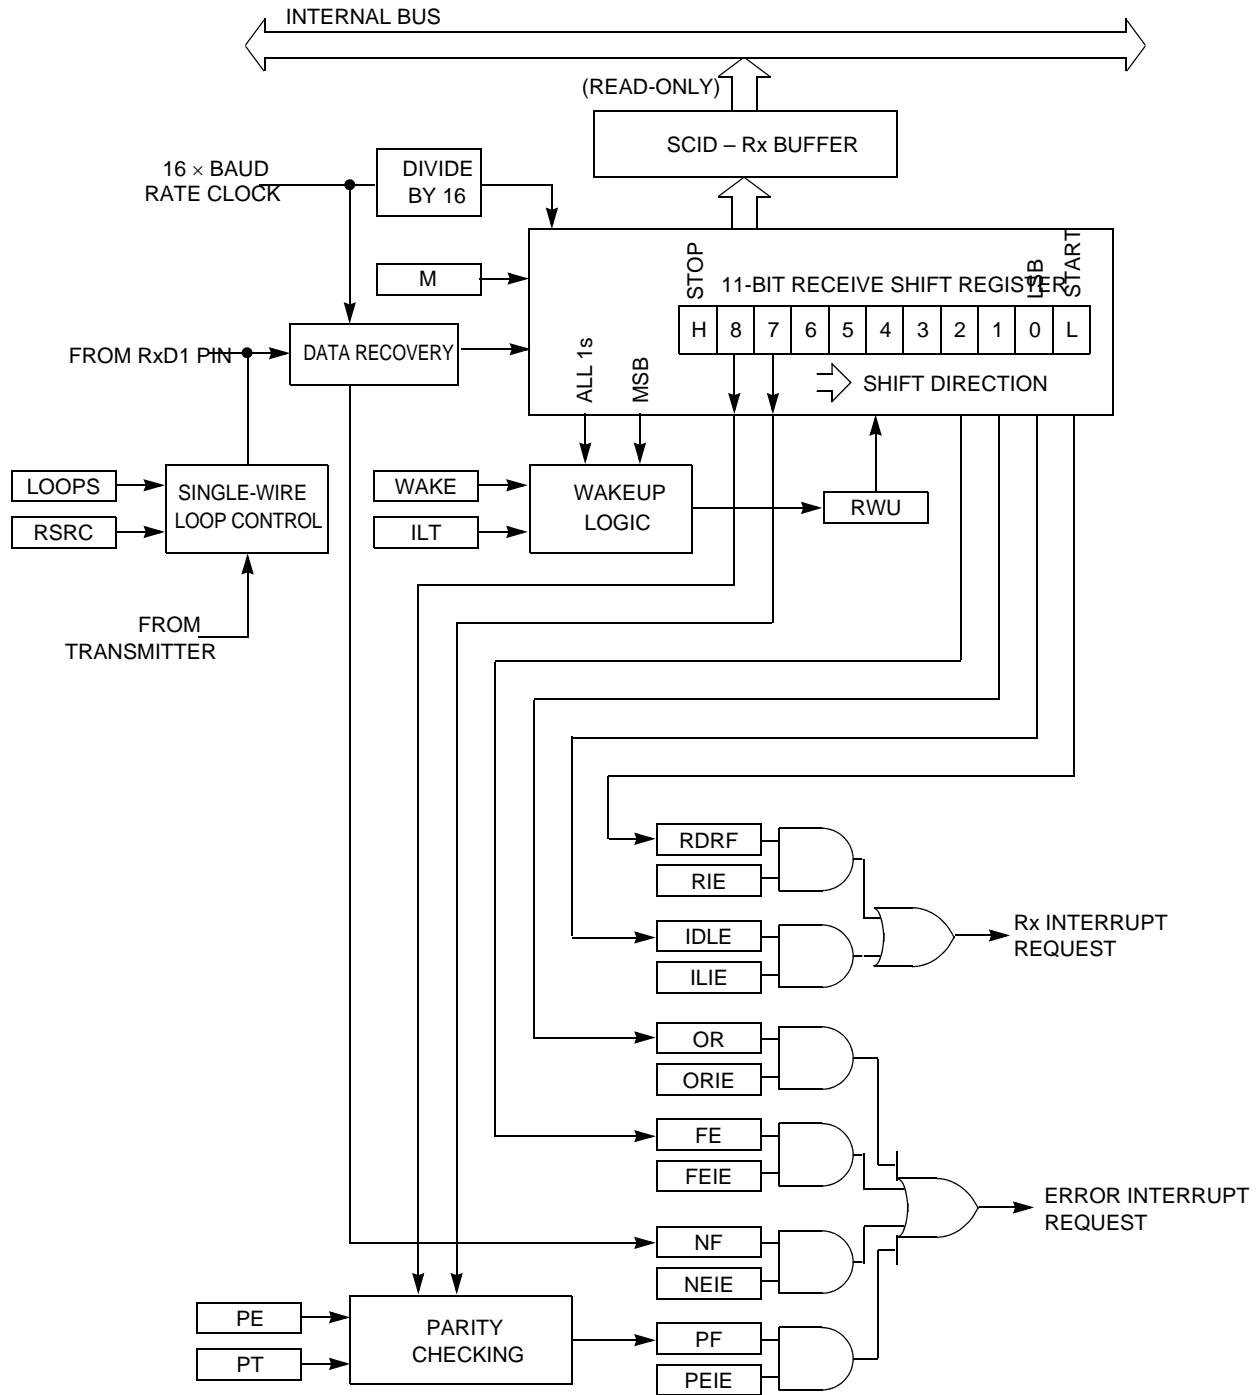 INTERNAL BUS
(READ-ONLY)
SCID – Rx BUFFER
16 × BAUD
RATE CLOCK
DIVIDE
BY 16
M
STOP
11-BIT RECEIVE SHIFT REGISTER
LSB
START
H 8 7 6 5 4 3 2 1 0 L
FROM RxD1 PIN
DATA RECOVERY
ALL 1s
MSB
SHIFT DIRECTION
LOOPS
RSRC
SINGLE-WIRE
LOOP CONTROL
WAKE
ILT
WAKEUP
LOGIC
RWU
FROM
TRANSMITTER
RDRF
RIE
IDLE
ILIE
Rx INTERRUPT
REQUEST
OR
ORIE
FE
FEIE
ERROR INTERRUPT
REQUEST
NF
NEIE
PE
PT
PARITY
CHECKING
PF
PEIE